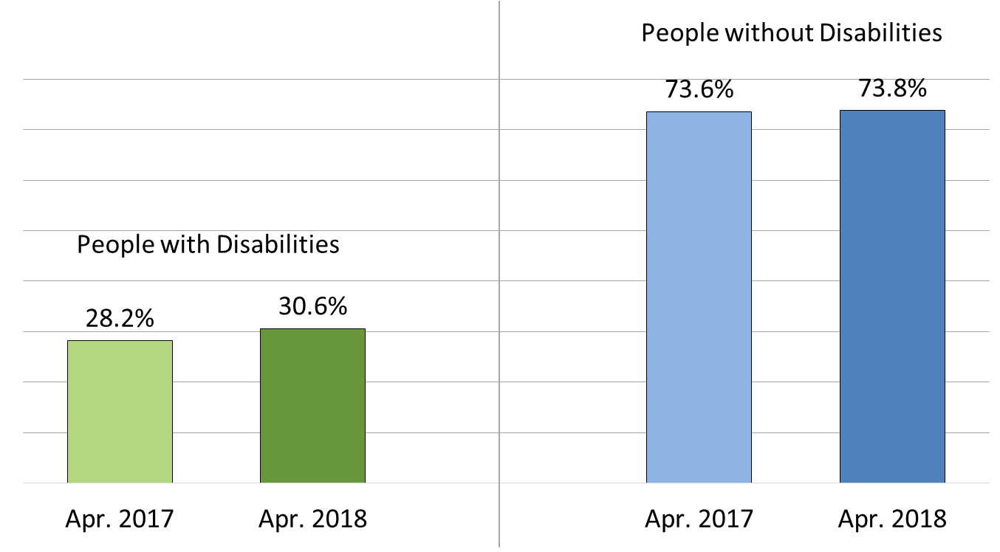 People with Disabilities
28.2%
30.6%
Apr. 2017
Apr. 2018
People without Disabilities
73.6%
73.8%
Apr. 2017
Apr. 2018